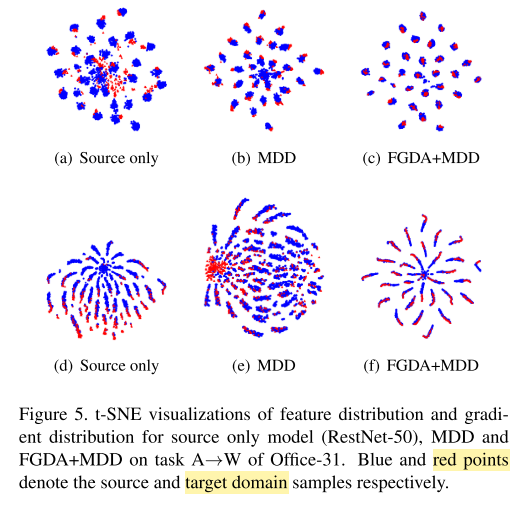 (a) Source only
(b) MDD
(c) FGDA+MDD
(d) Source only
(e) MDD
(f) FGDA+MDD
Figure 5. t-SNE visualizations of feature distribution and gradi-
ent distribution for source only model (RestNet-50), MDD and
FGDA+MDD on task A→W of Office-31. Blue and red points
denote the source and target domain samples respectively.